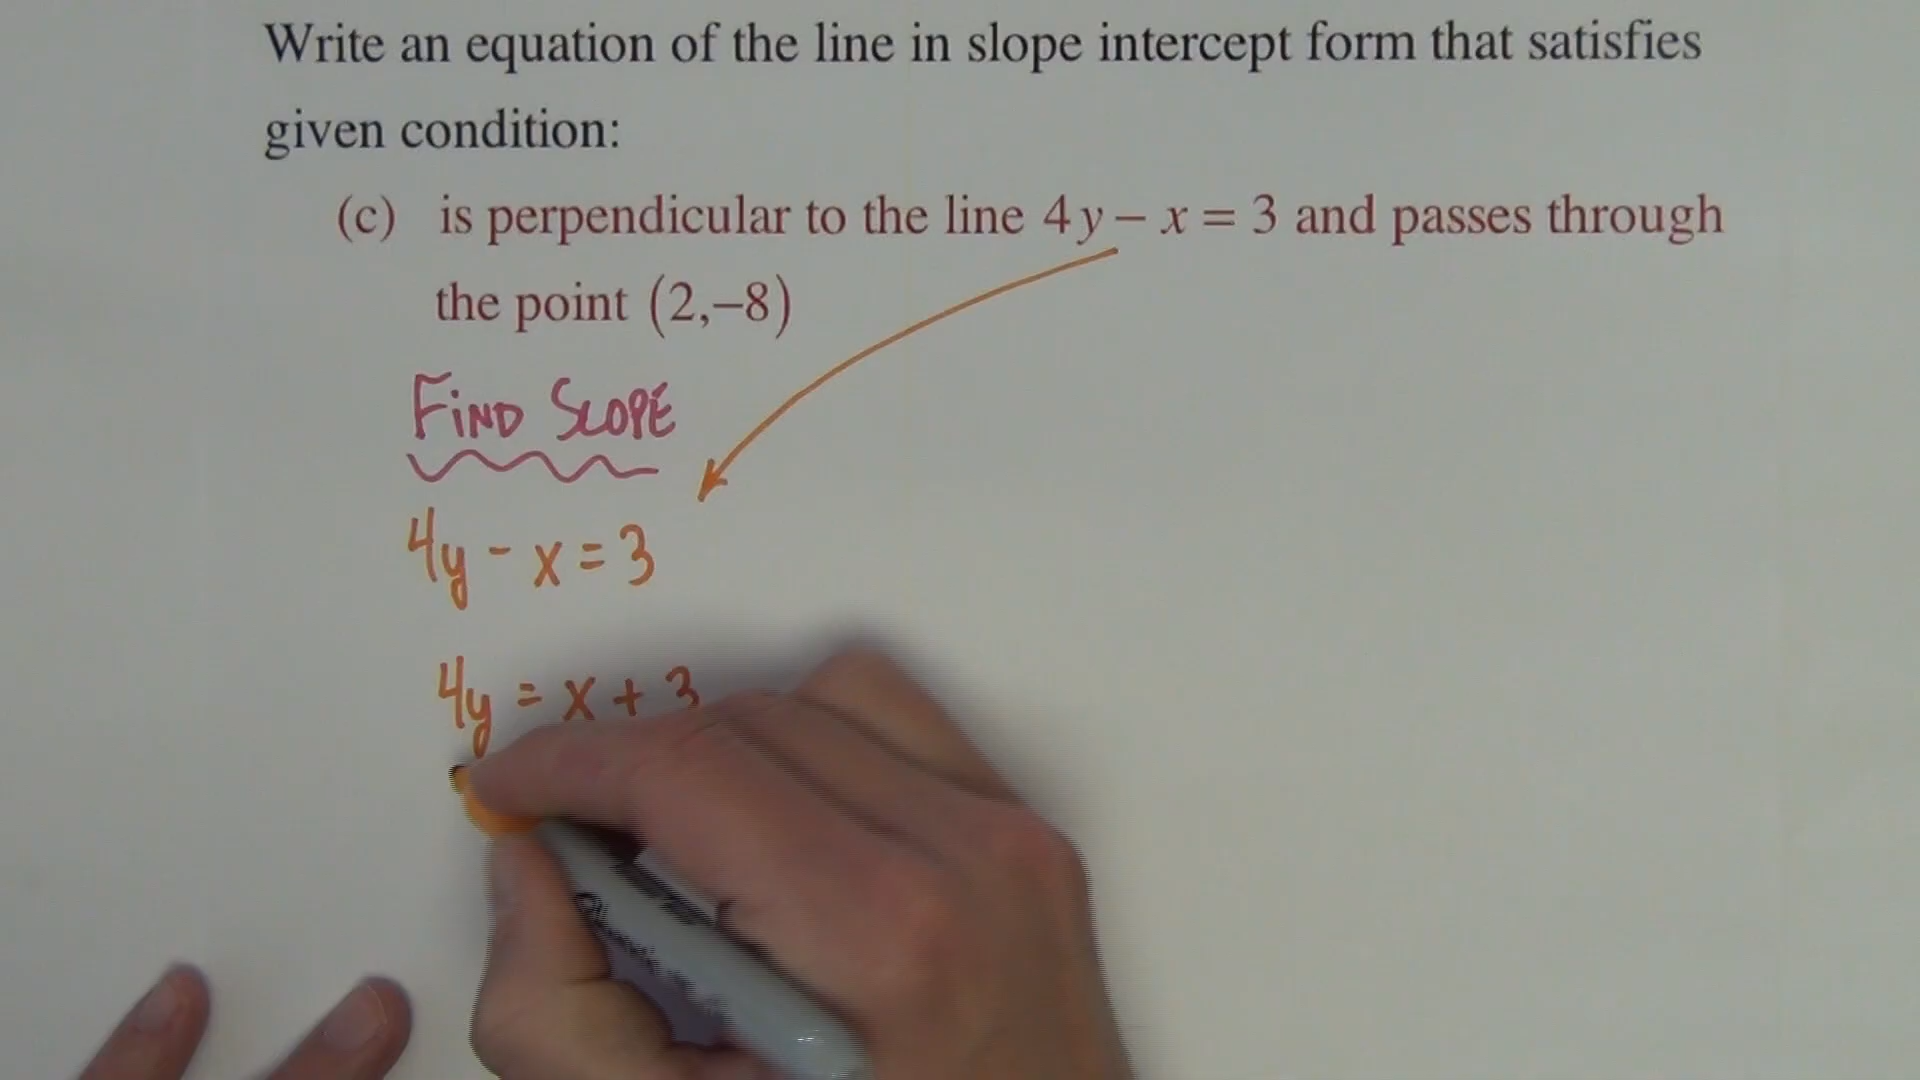 Write an equation of the line in slope intercept form that satisfies
given condition:
(c) is perpendicular to the line 4y – x = 3 and passes through
the point (2,–8)
FIND SLOPE
4y - x = 3
4y = x + 3